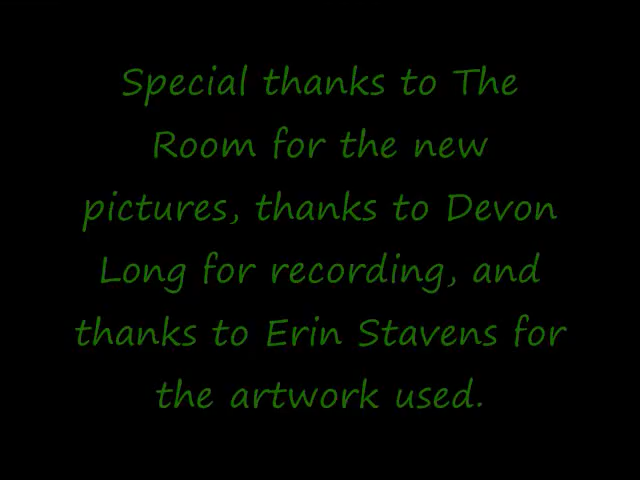 Special thanks to The
Room for the new
pictures, thanks to Devon
Long for recording, and
thanks to Erin Stavens for
the artwork used.